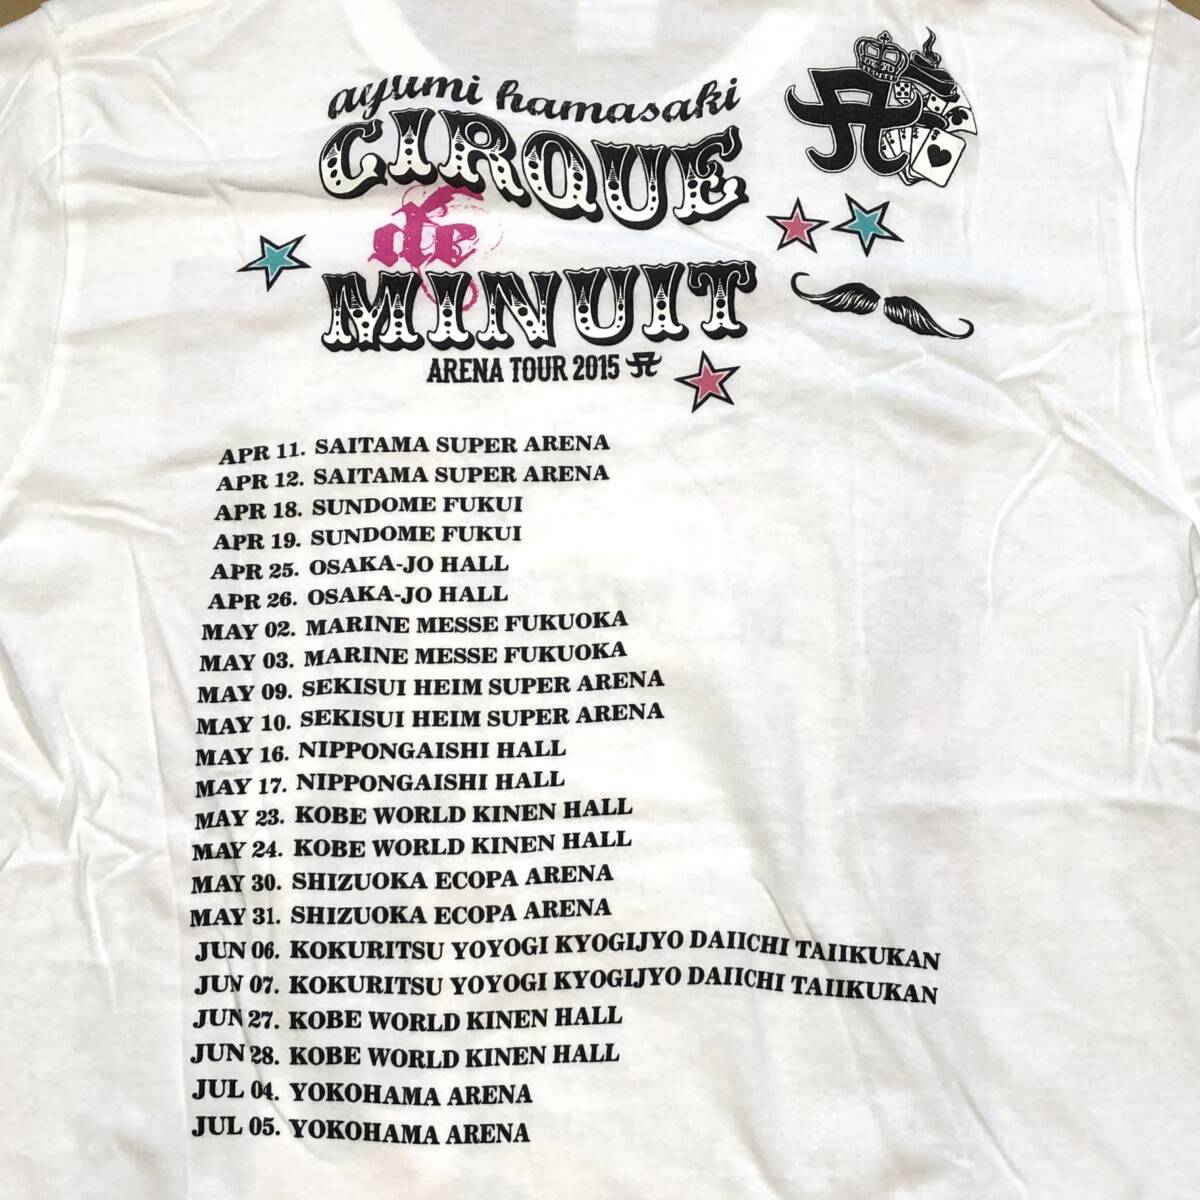 ayumi hamasaki
CIRQUE
de
MINUIT
ARENA TOUR 2015 A
APR 11. SAITAMA SUPER ARENA
APR 12. SAITAMA SUPER ARENA
APR 18. SUNDOME FUKUI
APR 19. SUNDOME FUKUI
APR 25. OSAKA-JO HALL
APR 26. OSAKA-JO HALL
MAY 02. MARINE MESSE FUKUOKA
MAY 03. MARINE MESSE FUKUOKA
MAY 09. SEKISUI HEIM SUPER ARENA
MAY 10. SEKISUI HEIM SUPER ARENA
MAY 16. NIPPONGAISHI HALL
MAY 17. NIPPONGAISHI HALL
MAY 23. KOBE WORLD KINEN HALL
MAY 24. KOBE WORLD KINEN HALL
MAY 30. SHIZUOKA ECOPA ARENA
MAY 31. SHIZUOKA ECOPA ARENA
JUN 06. KOKURITSU YOYOGI KYOGIJYO DAIICHI TAIIKUKAN
JUN 07. KOKURITSU YOYOGI KYOGIJYO DAIICHI TAIIKUKAN
JUN 27. KOBE WORLD KINEN HALL
JUN 28. KOBE WORLD KINEN HALL
JUL 04. YOKOHAMA ARENA
JUL 05. YOKOHAMA ARENA